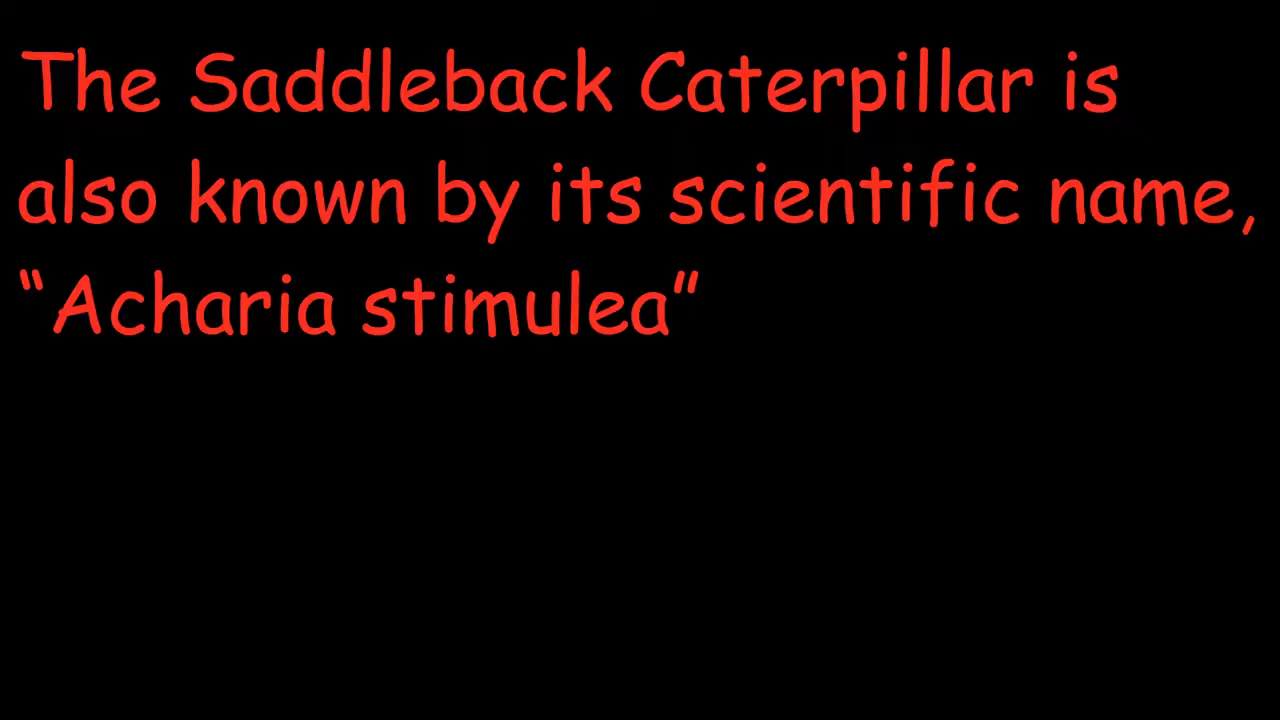 The Saddleback Caterpillar is
also known by its scientific name,
“Acharia stimulea”